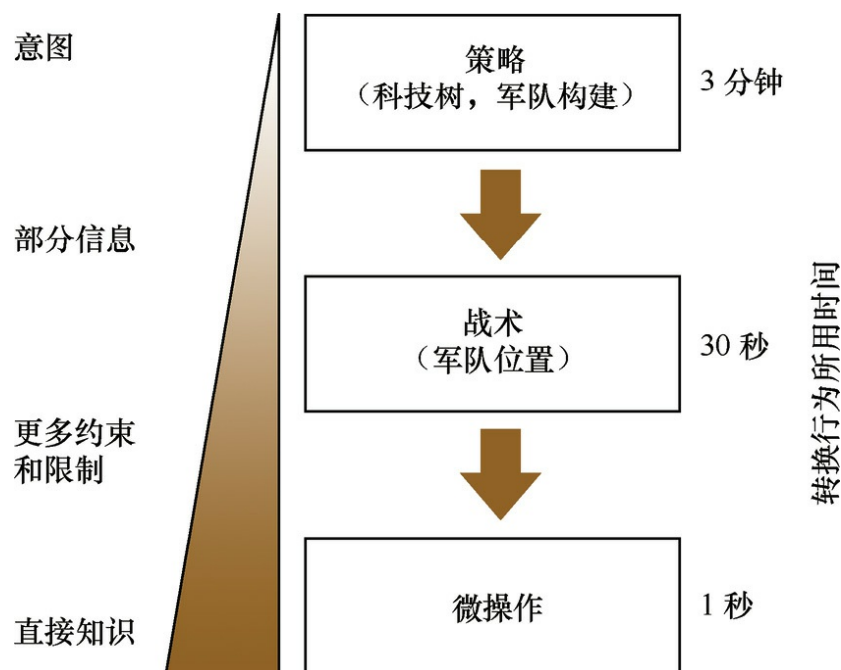 意图
策略
（科技树，军队构建）
3 分钟
部分信息
战术
（军队位置）
30 秒
更多约束
和限制
直接知识
微操作
1 秒
转换行为所用时间